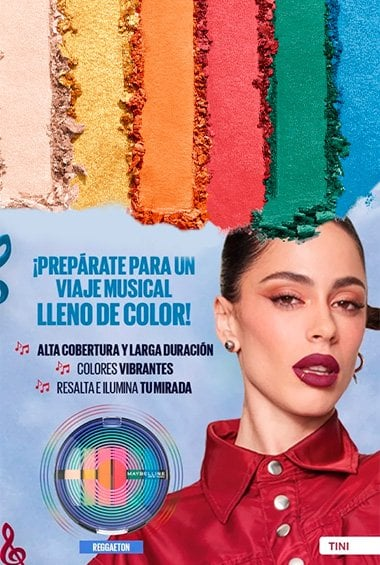 ¡PREPÁRATE PARA UN
VIAJE MUSICAL
LLENO DE COLOR!
ALTA COBERTURA Y LARGA DURACIÓN
COLORES VIBRANTES
RESALTA E ILUMINA TU MIRADA
MAYBELLINE
REGGAETON
TINI